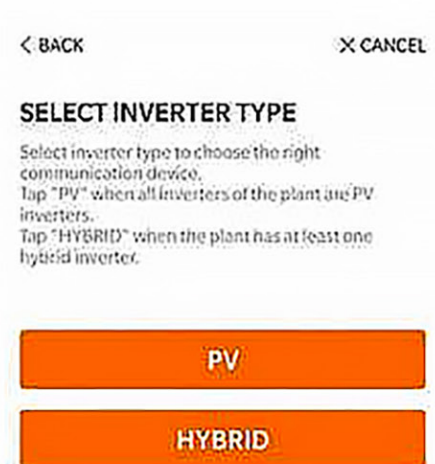 < BACK
X CANCEL
SELECT INVERTER TYPE
Select inverter type to choose the right
communication device.
Tap "PV" when all inverters of the plant are PV
inverters.
Tap "HYBRID" when the plant has at least one
hybrid inverter.
PV
HYBRID